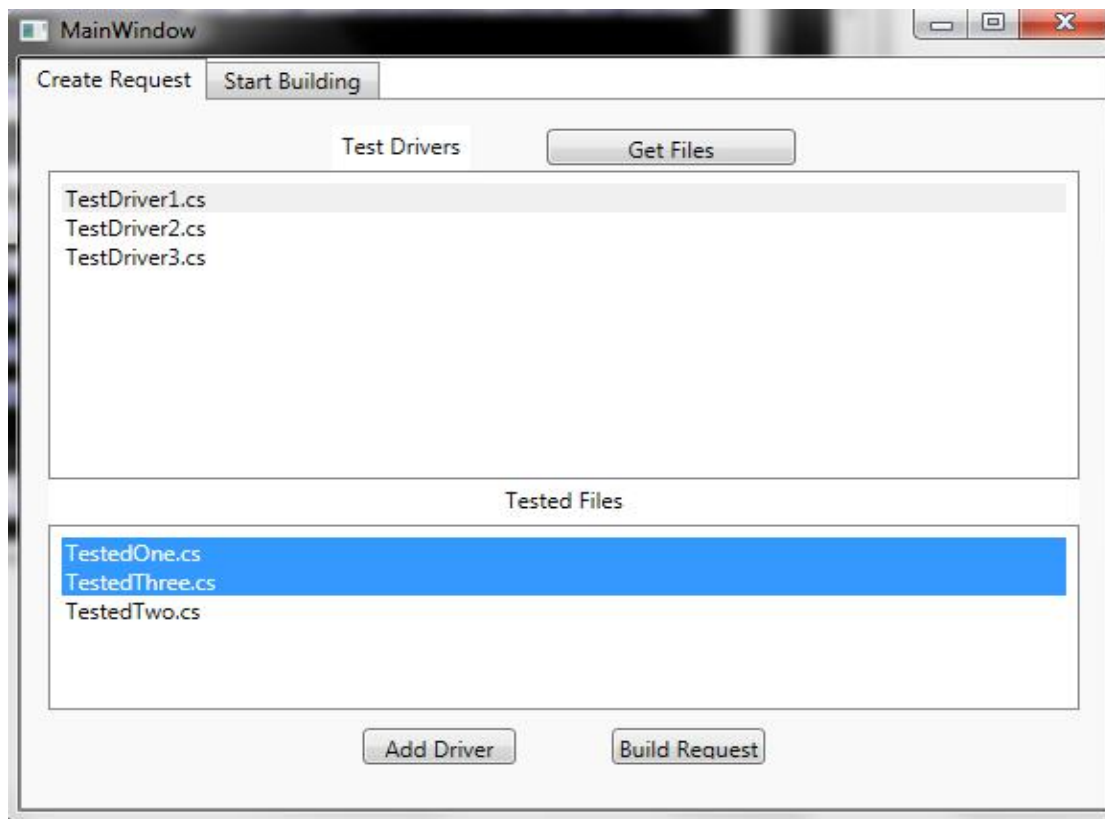 MainWindow
Create Request
Start Building
Test Drivers
Get Files
TestDriver1.cs
TestDriver2.cs
TestDriver3.cs
Tested Files
TestedOne.cs
TestedThree.cs
TestedTwo.cs
Add Driver
Build Request